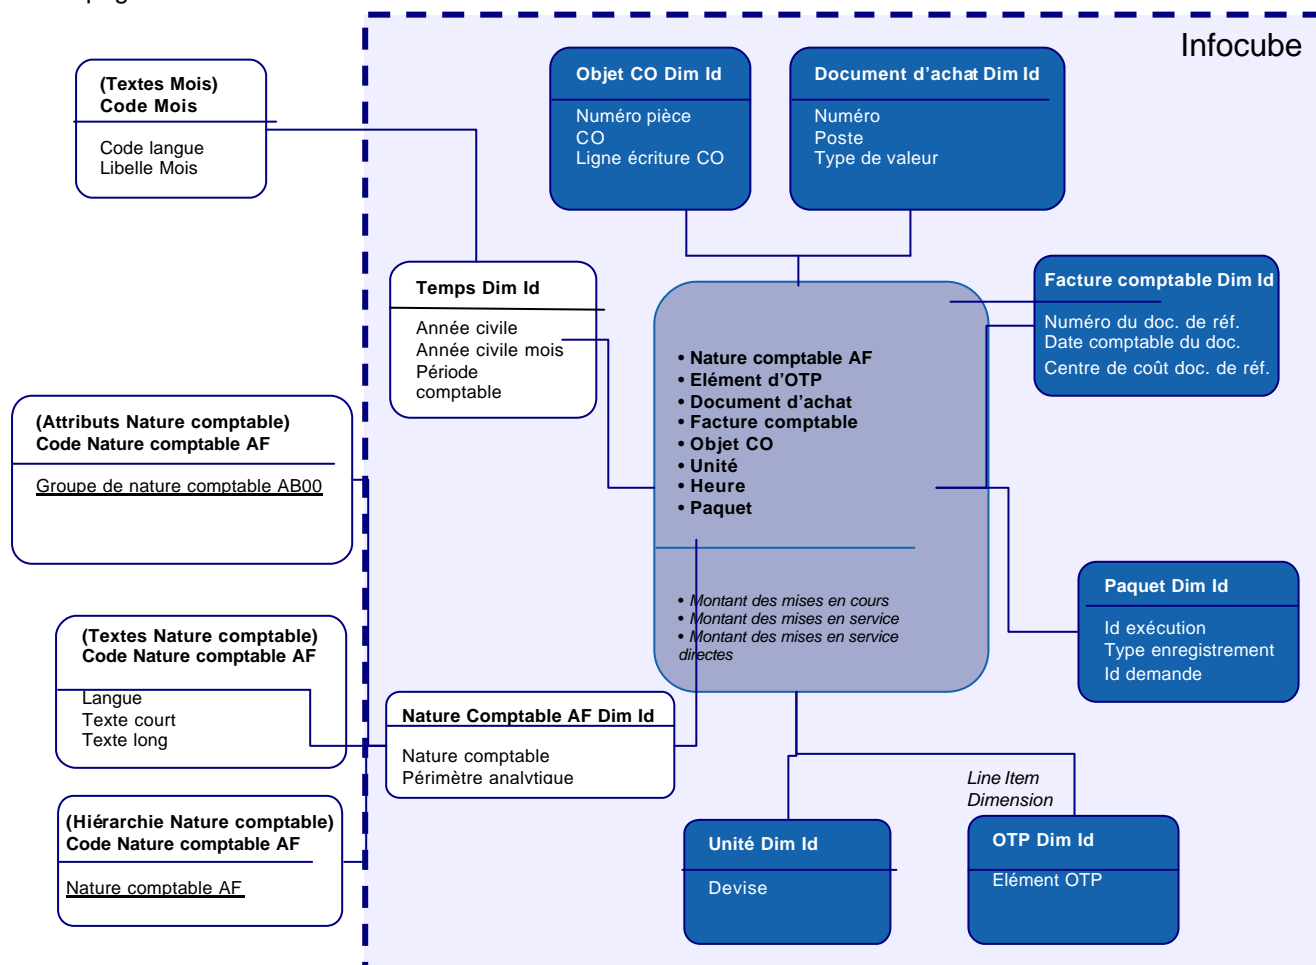 Infocube
(Textes Mois)
Code Mois
Code langue
Libelle Mois
Objet CO Dim Id
Numéro pièce
CO
Ligne écriture CO
Document d'achat Dim Id
Numéro
Poste
Type de valeur
Temps Dim Id
Année civile
Année civile mois
Période
comptable
Facture comptable Dim Id
Numéro du doc. de réf.
Date comptable du doc.
Centre de coût doc. de réf.
• Nature comptable AF
• Elément d'OTP
• Document d'achat
• Facture comptable
• Objet CO
• Unité
• Heure
• Paquet
• Montant des mises en cours
• Montant des mises en service
• Montant des mises en service
directes
(Attributs Nature comptable)
Code Nature comptable AF
Groupe de nature comptable AB00
Paquet Dim Id
Id exécution
Type enregistrement
Id demande
(Textes Nature comptable)
Code Nature comptable AF
Langue
Texte court
Texte long
Nature Comptable AF Dim Id
Nature comptable
Périmètre analytique
(Hiérarchie Nature comptable)
Code Nature comptable AF
Nature comptable AF
Unité Dim Id
Devise
Line Item
Dimension
OTP Dim Id
Elément OTP